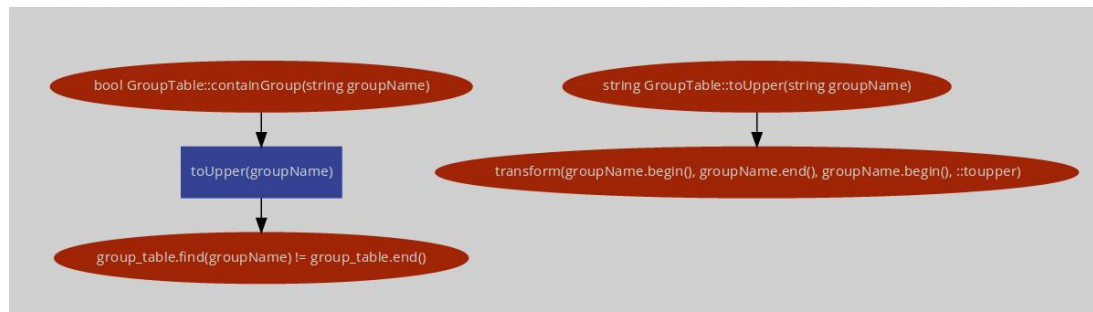 bool GroupTable::containGroup(string groupName)
toUpper(groupName)
group_table.find(groupName) != group_table.end()
string GroupTable::toUpper(string groupName)
transform(groupName.begin(), groupName.end(), groupName.begin(), ::toupper)